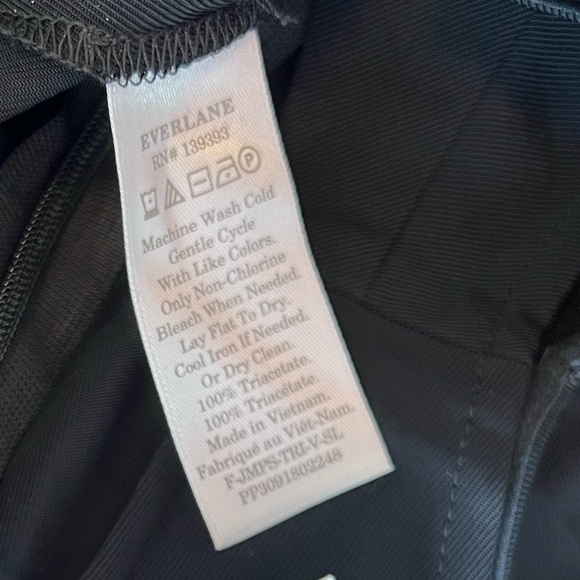 EVERLANE
RN# 139393
P
Machine Wash Cold
Gentle Cycle
With Like Colors.
Only Non-Chlorine
Bleach When Needed.
Lay Flat To Dry.
Cool Iron If Needed.
Or Dry Clean.
100% Triacetate.
100% Triacétate.
Made in Vietnam.
Fabriqué au Viêt-Nam.
F-JMPS-TRI-V-SL
PP3091802248